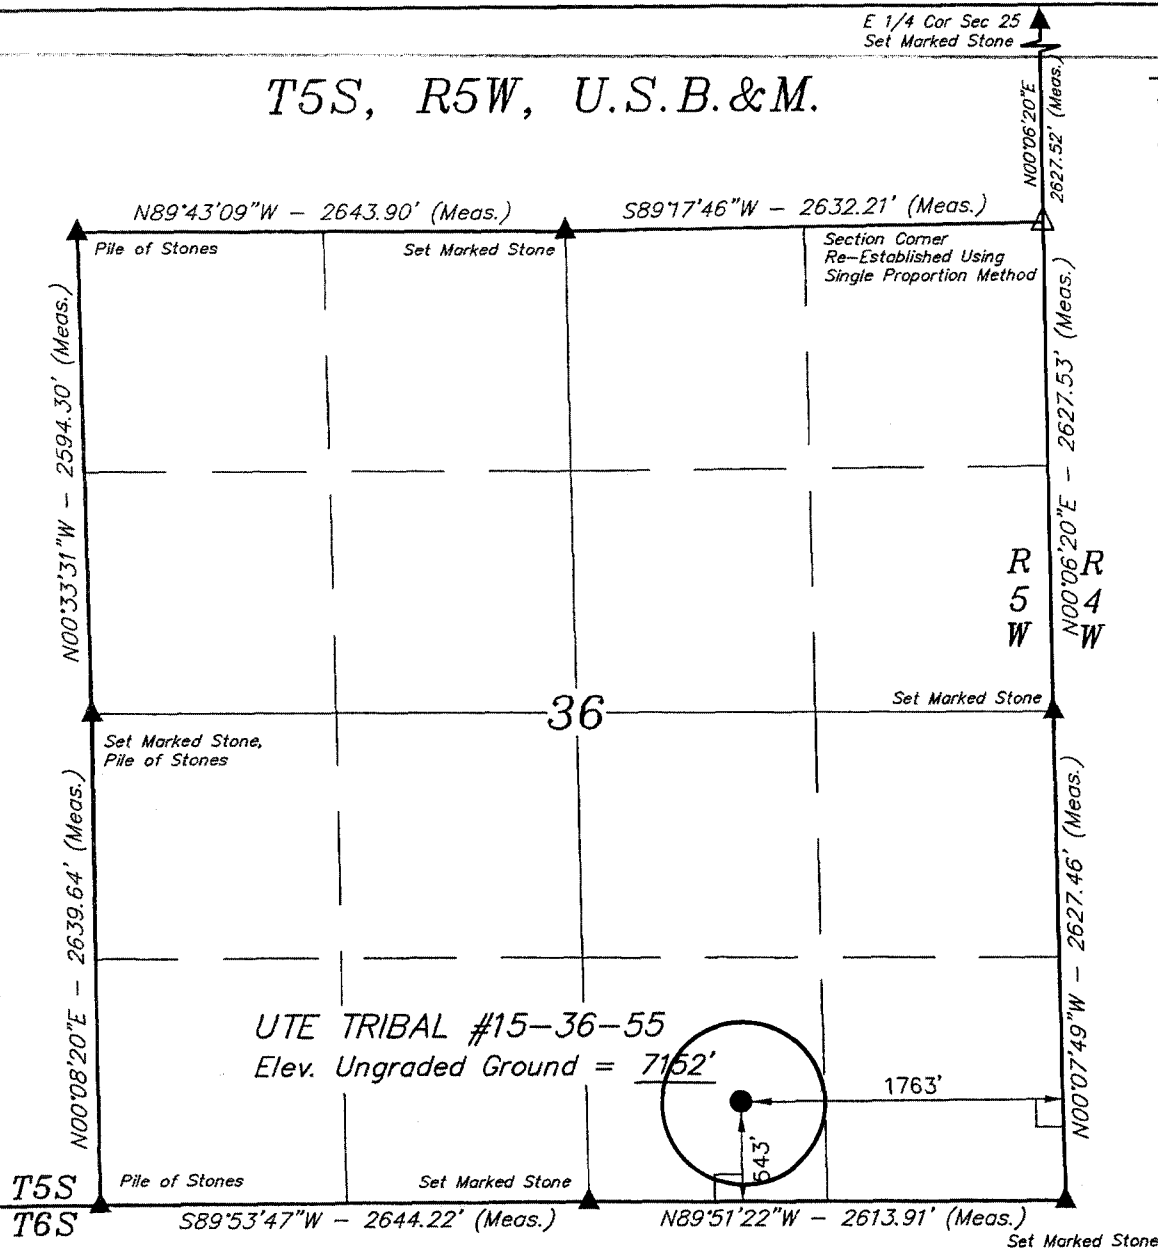 E 1/4 Cor Sec 25
Set Marked Stone
T5S, R5W, U.S.B.&M.
N00°06'20"E
2627.52' (Meas.)
N89°43'09"W - 2643.90' (Meas.)
S89°17'46"W - 2632.21' (Meas.)
Pile of Stones
Set Marked Stone
Section Corner
Re-Established Using
Single Proportion Method
N00°33'31"W - 2594.30' (Meas.)
N00°06'20"E - 2627.53' (Meas.)
R R
5 4
W W
36
Set Marked Stone
Set Marked Stone,
Pile of Stones
N00°08'20"E - 2639.64' (Meas.)
N00°07'49"W - 2627.46' (Meas.)
UTE TRIBAL #15-36-55
Elev. Ungraded Ground = 7152'
1763'
543'
T5S
Pile of Stones
Set Marked Stone
T6S
S89°53'47"W - 2644.22' (Meas.)
N89°51'22"W - 2613.91' (Meas.)
Set Marked Stone